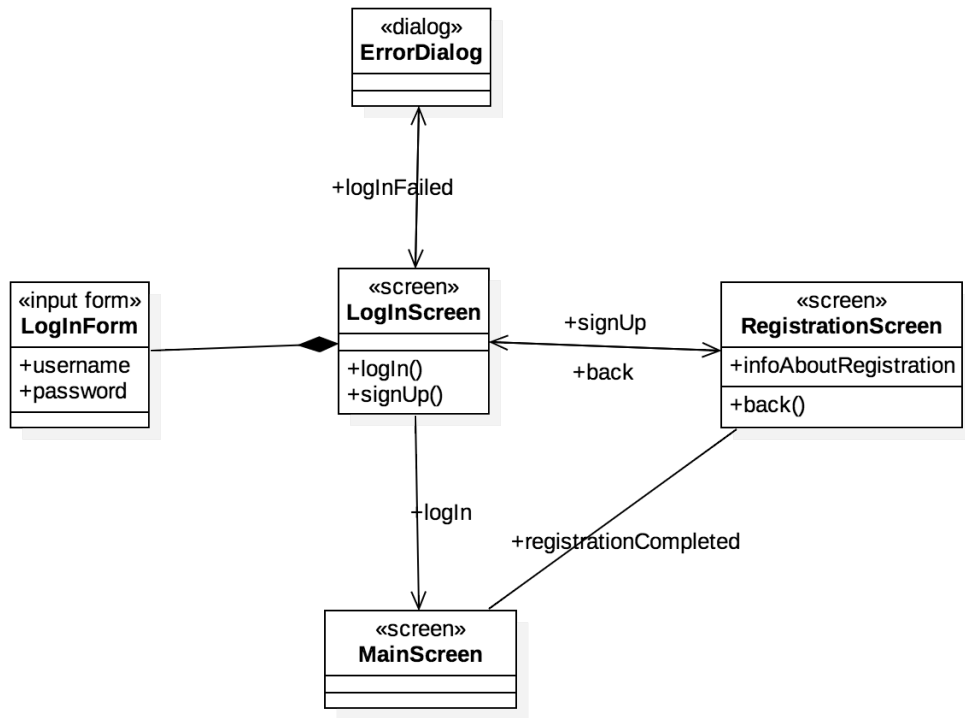 «dialog»
ErrorDialog
+logInFailed
«input form»
LogInForm
+username
+password
«screen»
LogInScreen
+logIn()
+signUp()
+signUp
+back
«screen»
RegistrationScreen
+infoAboutRegistration
+back()
+logIn
+registrationCompleted
«screen»
MainScreen